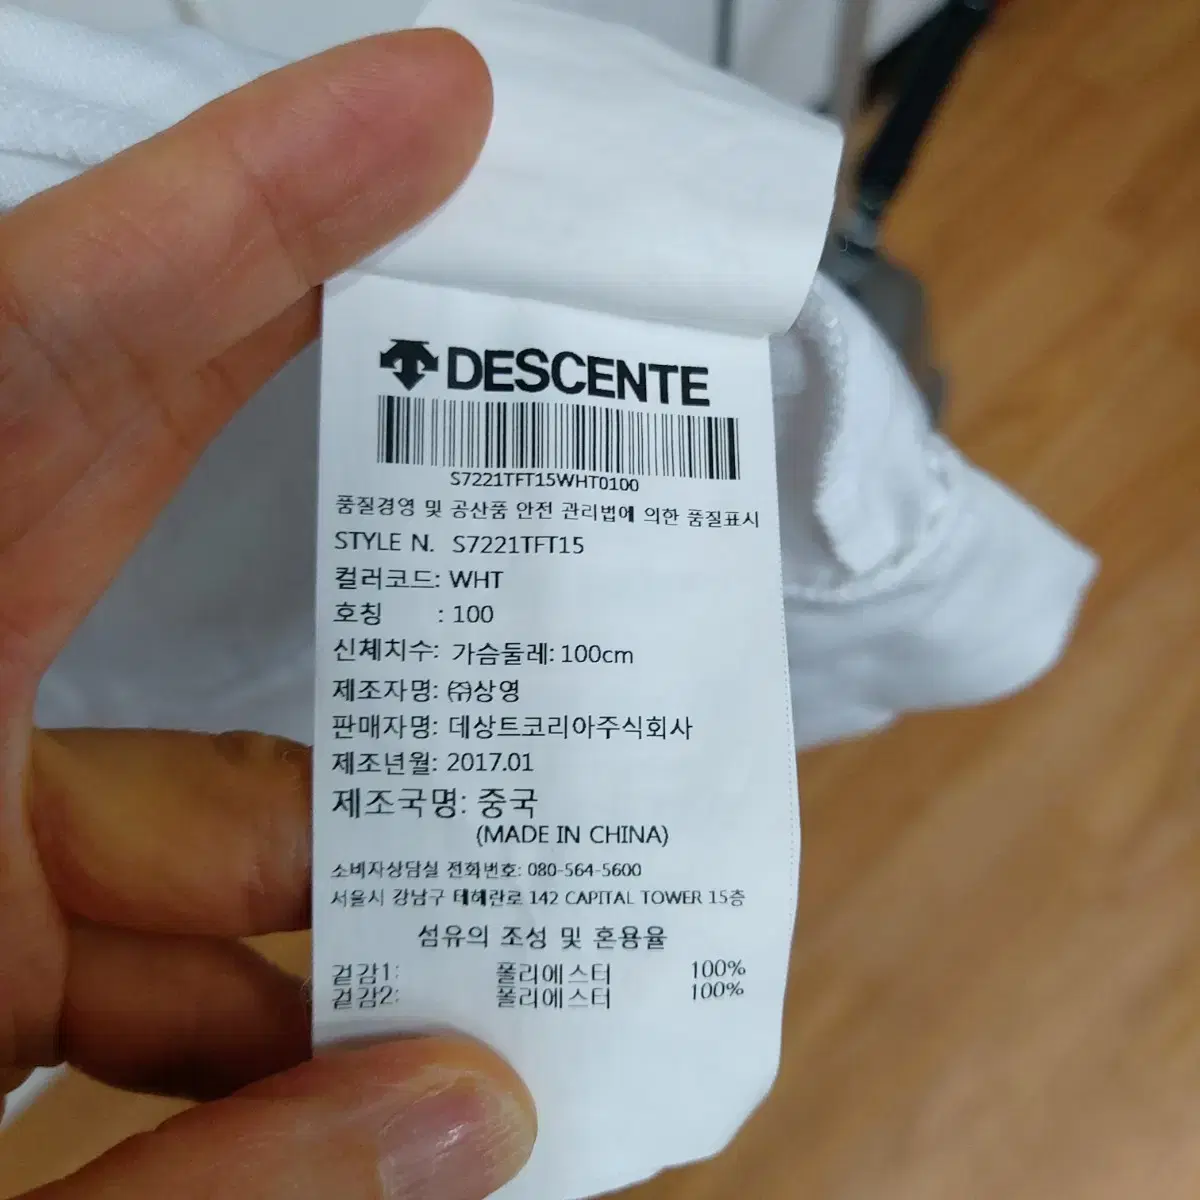 DESCENTE
S7221TFT15WHT0100
품질경영 및 공산품 안전 관리법에 의한 품질표시
STYLE N. S7221TFT15
컬러코드: WHT
호칭 : 100
신체치수: 가슴둘레: 100cm
제조자명: ㈜상영
판매자명: 데상트코리아주식회사
제조년월: 2017.01
제조국명: 중국
(MADE IN CHINA)
소비자상담실 전화번호: 080-564-5600
서울시 강남구 테헤란로 142 CAPITAL TOWER 15층
섬유의 조성 및 혼용율
겉감1: 폴리에스터 100%
겉감2: 폴리에스터 100%